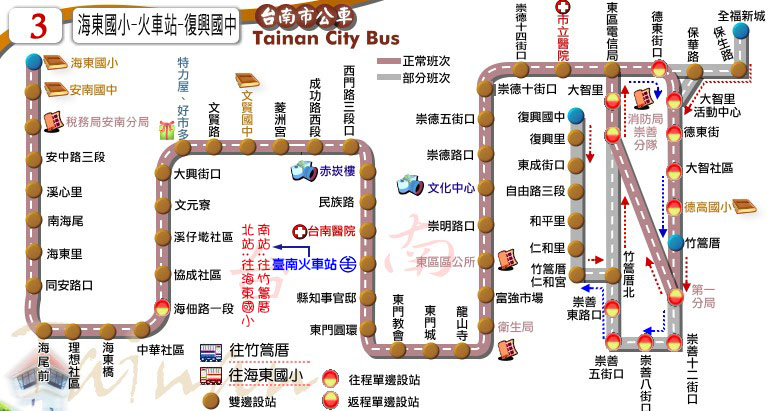 3
海東國小-火車站-復興國中
台南市公車
Tainan City Bus
正常班次
部分班次
海東國小
安南國中
稅務局安南分局
安中路三段
溪心里
南海尾
海東里
同安路口
海尾前
理想社區
海東橋
中華社區
海佃路一段
協成社區
溪仔墘社區
文元寮
大興街口
特力屋、好市多
文賢路
文賢國中
菱洲宮
成功路西段
西門路三段口
赤崁樓
民族路
台南醫院
臺南火車站
南站：往竹篙厝
北站：往海東國小
縣知事官邸
東門圓環
東門教會
東門城
龍山寺
衛生局
富強市場
東區區公所
崇明路口
文化中心
崇德路口
崇德五街口
崇德十街口
崇德十四街口
市立醫院
東區電信局
大智里
德東街口
保華路
保生路
全福新城
大智里
活動中心
消防局
崇善
分隊
德東街
大智社區
德高國小
竹篙厝
第一
分局
崇善十二街口
崇善八街口
崇善
五街口
崇善
東路口
竹篙厝北
復興國中
復興里
東成街口
自由路三段
和平里
仁和里
竹篙厝
仁和宮
往竹篙厝
往海東國小
雙邊設站
往程單邊設站
返程單邊設站
台
南
Tainan